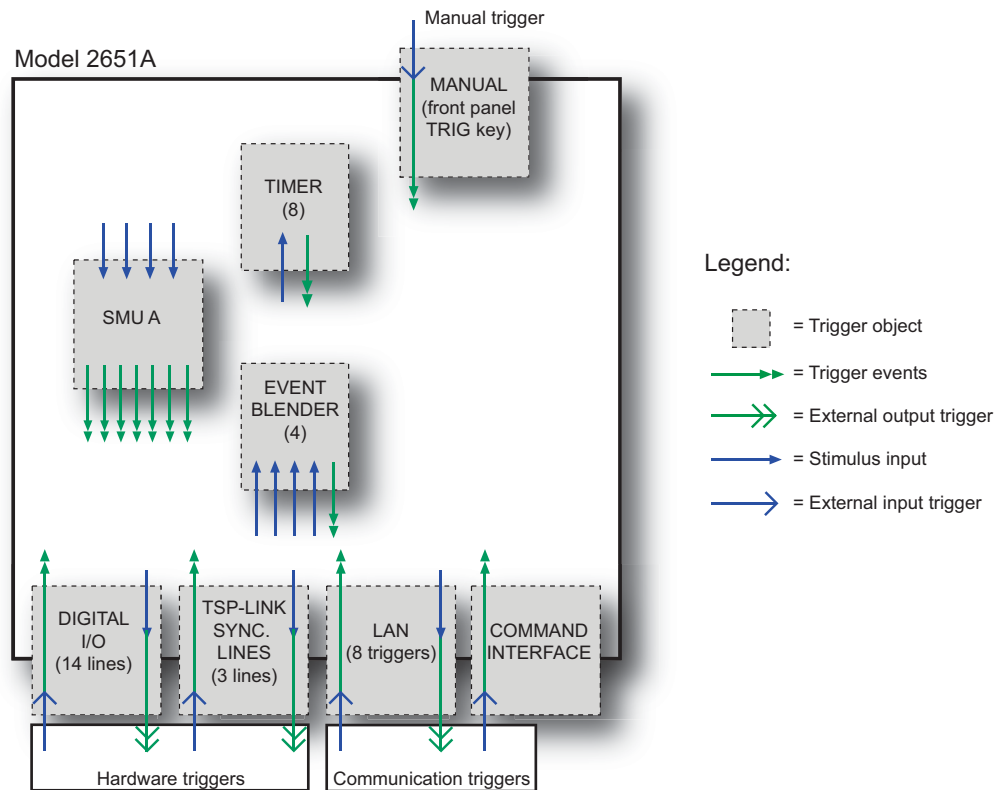 Manual trigger
Model 2651A
MANUAL
(front panel
TRIG key)
TIMER
(8)
SMU A
EVENT
BLENDER
(4)
Legend:
= Trigger object
= Trigger events
= External output trigger
= Stimulus input
= External input trigger
DIGITAL
I/O
(14 lines)
TSP-LINK
SYNC.
LINES
(3 lines)
LAN
(8 triggers)
COMMAND
INTERFACE
Hardware triggers
Communication triggers